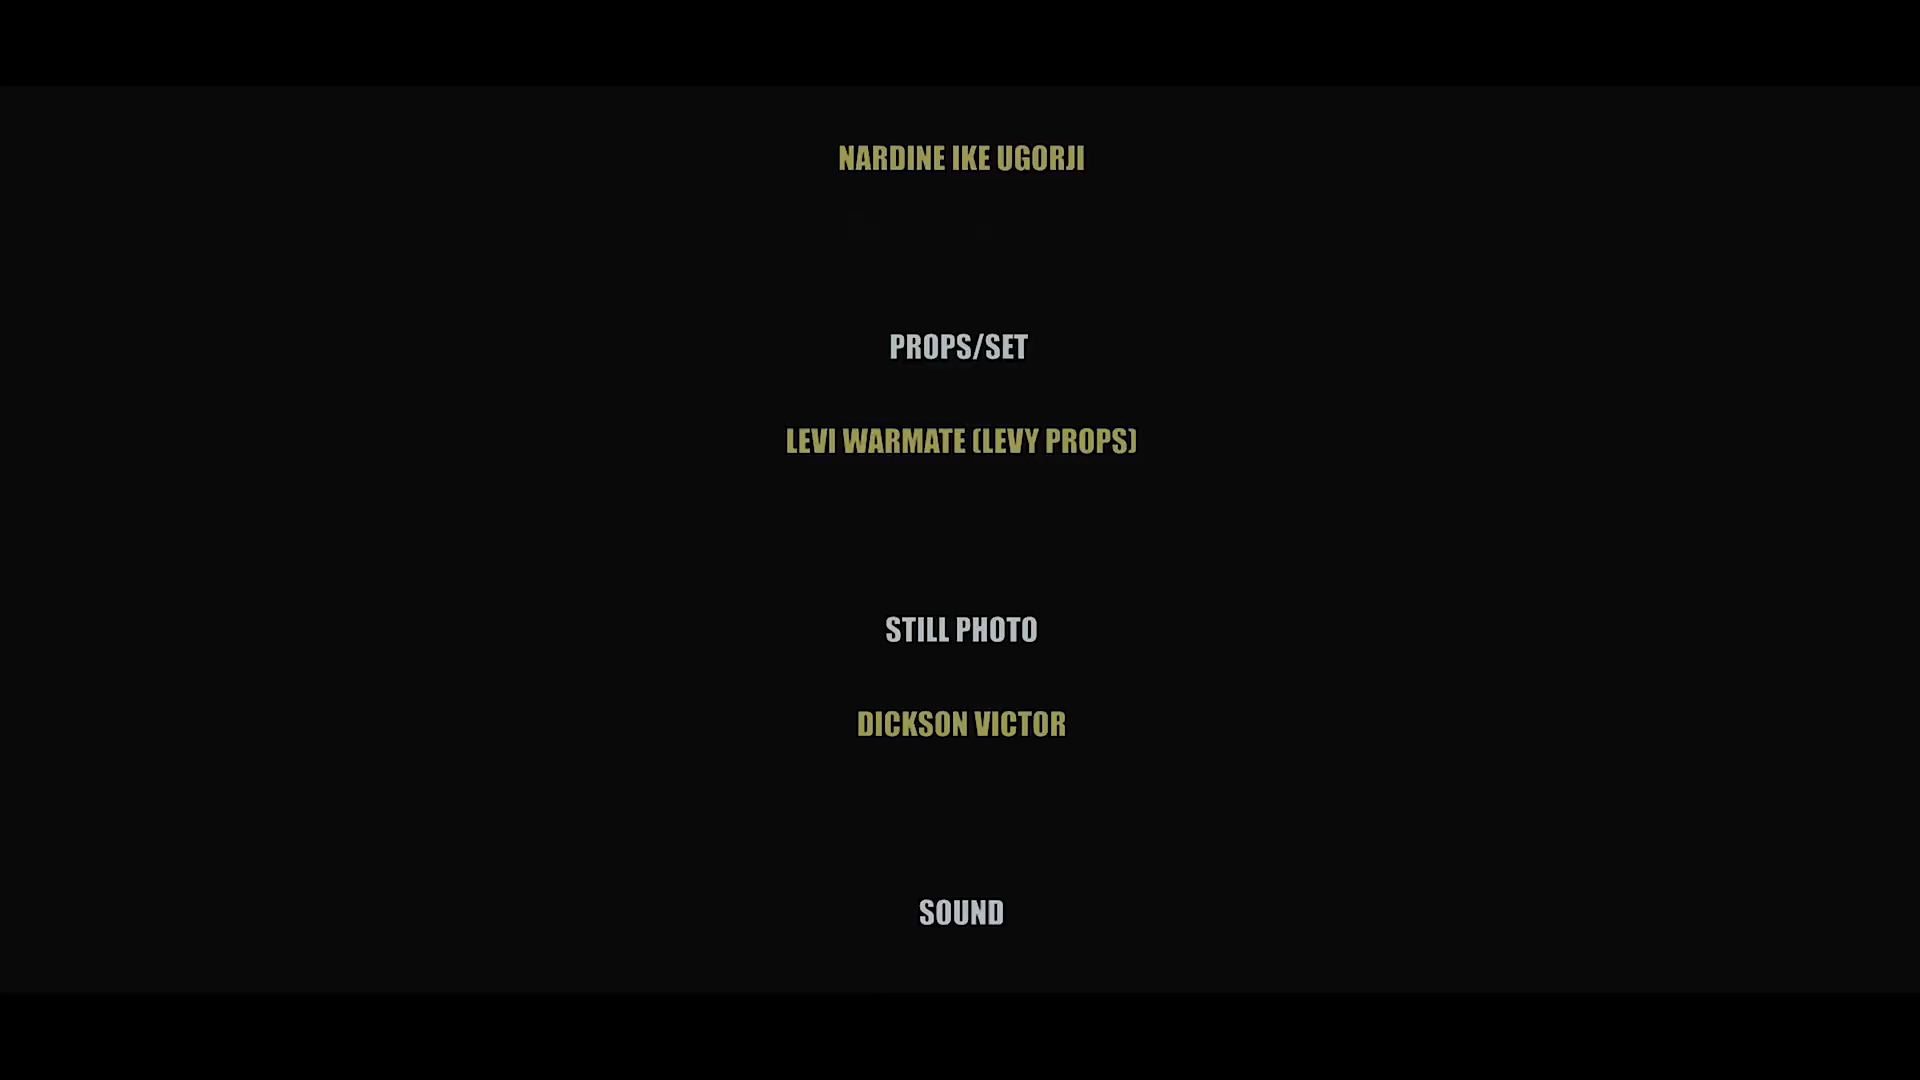 NARDINE IKE UGORJI
PROPS/SET
LEVI WARMATE (LEVY PROPS)
STILL PHOTO
DICKSON VICTOR
SOUND